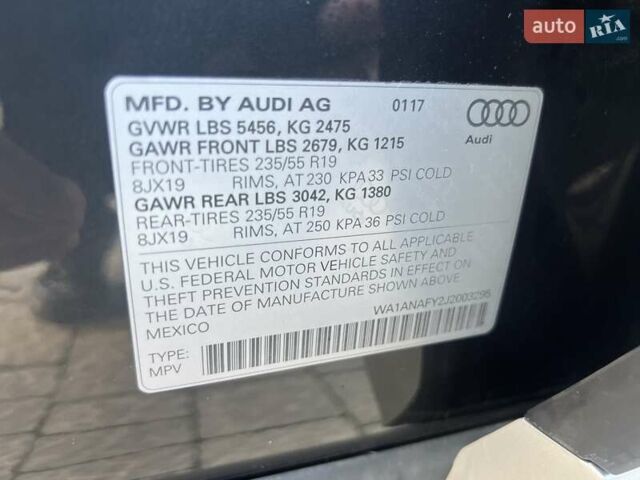 auto RIA.com
MFD. BY AUDI AG 0117
GVWR LBS 5456, KG 2475
GAWR FRONT LBS 2679, KG 1215
Audi
FRONT-TIRES 235/55 R19
8JX19 RIMS, AT 230 KPA 33 PSI COLD
GAWR REAR LBS 3042, KG 1380
REAR-TIRES 235/55 R19
8JX19 RIMS, AT 250 KPA 36 PSI COLD
THIS VEHICLE CONFORMS TO ALL APPLICABLE
U.S. FEDERAL MOTOR VEHICLE SAFETY AND
THEFT PREVENTION STANDARDS IN EFFECT ON
THE DATE OF MANUFACTURE SHOWN ABOVE.
MEXICO
WA1ANAFY2J2003295
TYPE:
MPV